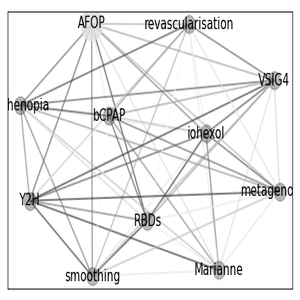 AFOP
revascularisation
VSIG4
henopia
bCPAP
iohexol
Y2H
metageno
RBDs
smoothing
Marianne